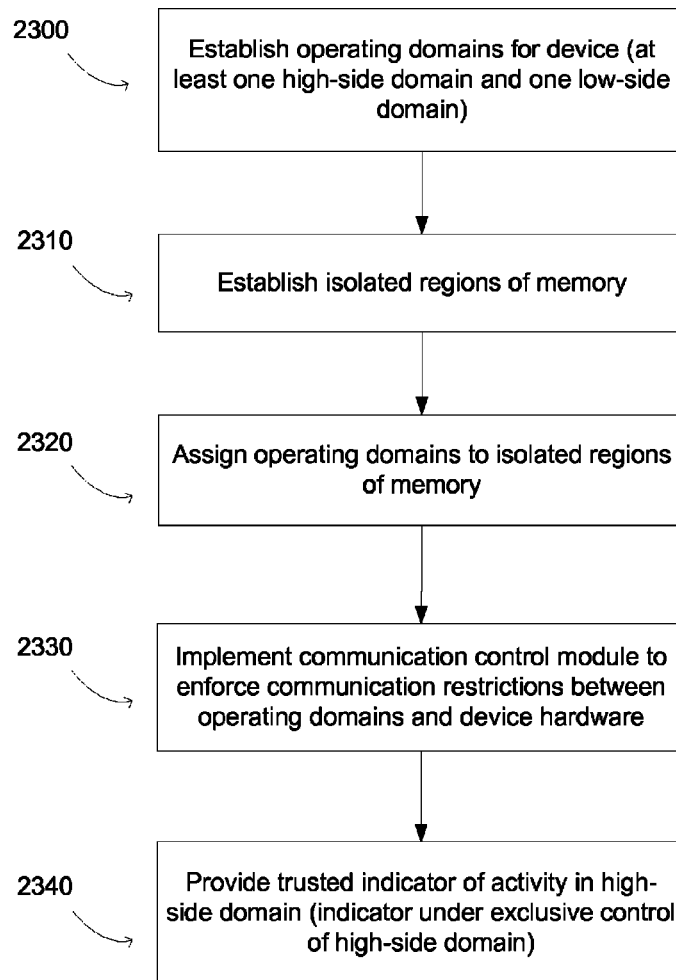 2300
Establish operating domains for device (at
least one high-side domain and one low-side
domain)
2310
Establish isolated regions of memory
2320
Assign operating domains to isolated regions
of memory
2330
Implement communication control module to
enforce communication restrictions between
operating domains and device hardware
2340
Provide trusted indicator of activity in high-
side domain (indicator under exclusive control
of high-side domain)